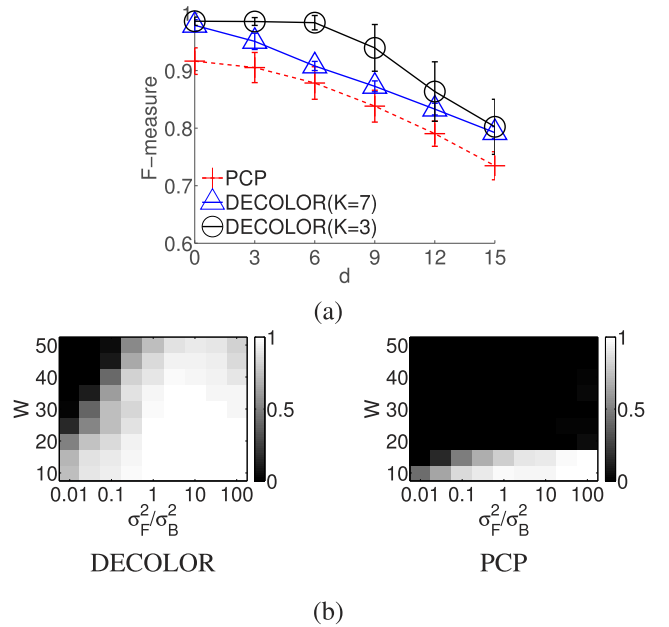 1
0.9
0.8
0.7
0.6
F-measure
PCP
DECOLOR(K=7)
DECOLOR(K=3)
0 3 6 9 12 15
d
(a)
50
40
30
20
10
W
0.01 0.1 1 10 100
σ_F^2/σ_B^2
1
0.5
0
DECOLOR
50
40
30
20
10
W
0.01 0.1 1 10 100
σ_F^2/σ_B^2
1
0.5
0
PCP
(b)